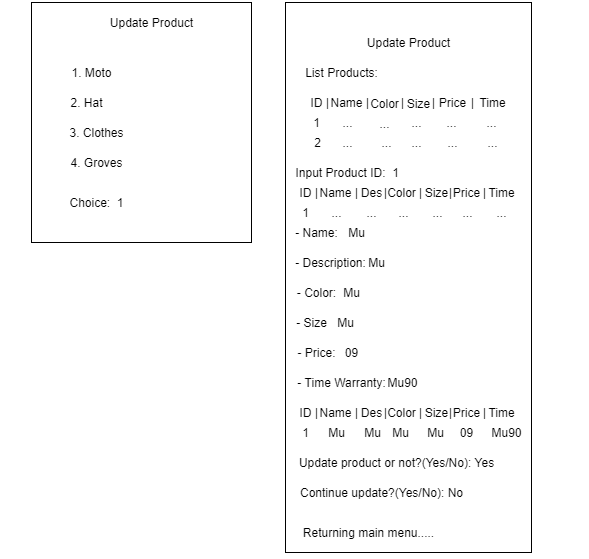 Update Product
1. Moto
2. Hat
3. Clothes
4. Groves
Choice: 1
Update Product
List Products:
ID | Name | Color | Size | Price | Time
1 ... ... ... ... ...
2 ... ... ... ... ...
Input Product ID: 1
ID | Name | Des | Color | Size | Price | Time
1 ... ... ... ... ... ...
- Name: Mu
- Description: Mu
- Color: Mu
- Size Mu
- Price: 09
- Time Warranty: Mu90
ID | Name | Des | Color | Size | Price | Time
1 Mu Mu Mu Mu 09 Mu90
Update product or not?(Yes/No): Yes
Continue update?(Yes/No): No
Returning main menu.....